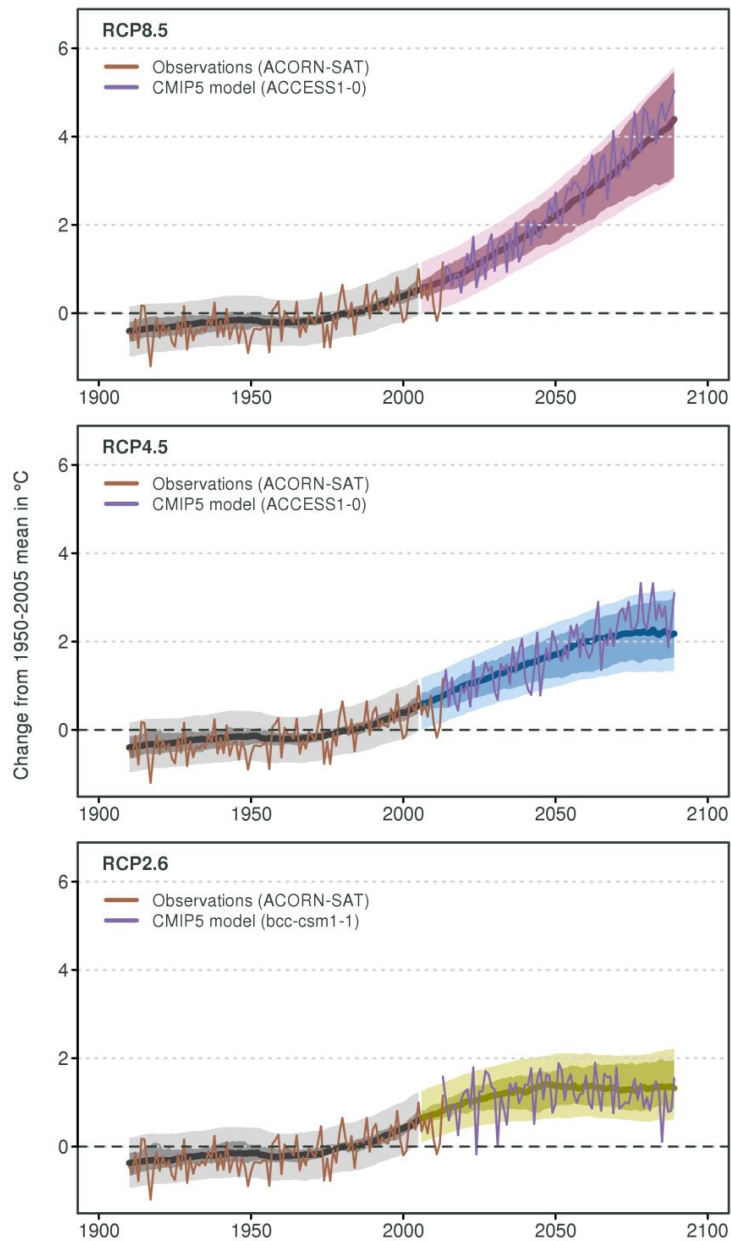 RCP8.5
6
Observations (ACORN-SAT)
CMIP5 model (ACCESS1-0)
4
2
0
1900 1950 2000 2050 2100
RCP4.5
6
Observations (ACORN-SAT)
CMIP5 model (ACCESS1-0)
4
2
0
1900 1950 2000 2050 2100
Change from 1950-2005 mean in °C
RCP2.6
6
Observations (ACORN-SAT)
CMIP5 model (bcc-csm1-1)
4
2
0
1900 1950 2000 2050 2100